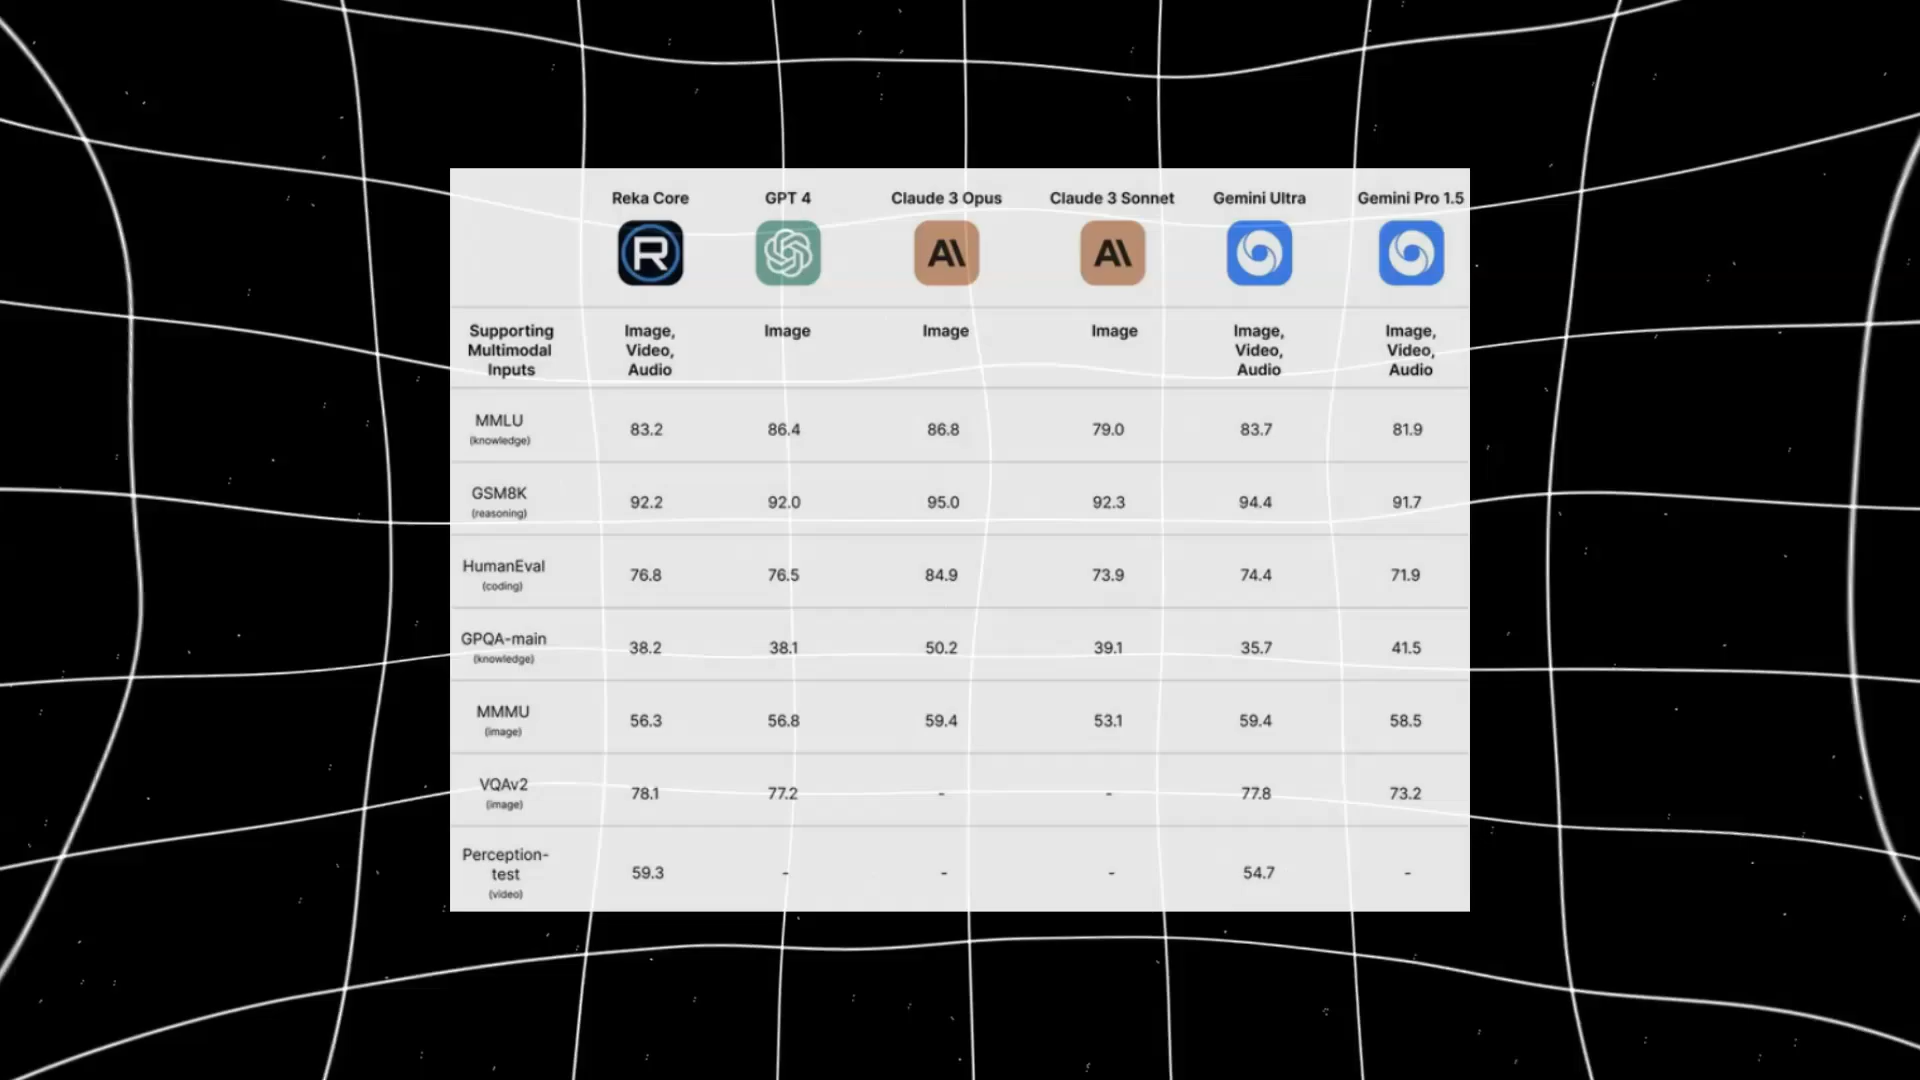 Reka Core GPT 4 Claude 3 Opus Claude 3 Sonnet Gemini Ultra Gemini Pro 1.5
Supporting Multimodal Inputs Image, Video, Audio Image Image Image Image, Video, Audio Image, Video, Audio
MMLU (knowledge) 83.2 86.4 86.8 79.0 83.7 81.9
GSM8K (reasoning) 92.2 92.0 95.0 92.3 94.4 91.7
HumanEval (coding) 76.8 76.5 84.9 73.9 74.4 71.9
GPQA-main (knowledge) 38.2 38.1 50.2 39.1 35.7 41.5
MMMU (image) 56.3 56.8 59.4 53.1 59.4 58.5
VQAv2 (image) 78.1 77.2 - - 77.8 73.2
Perception-test (video) 59.3 - - - 54.7 -